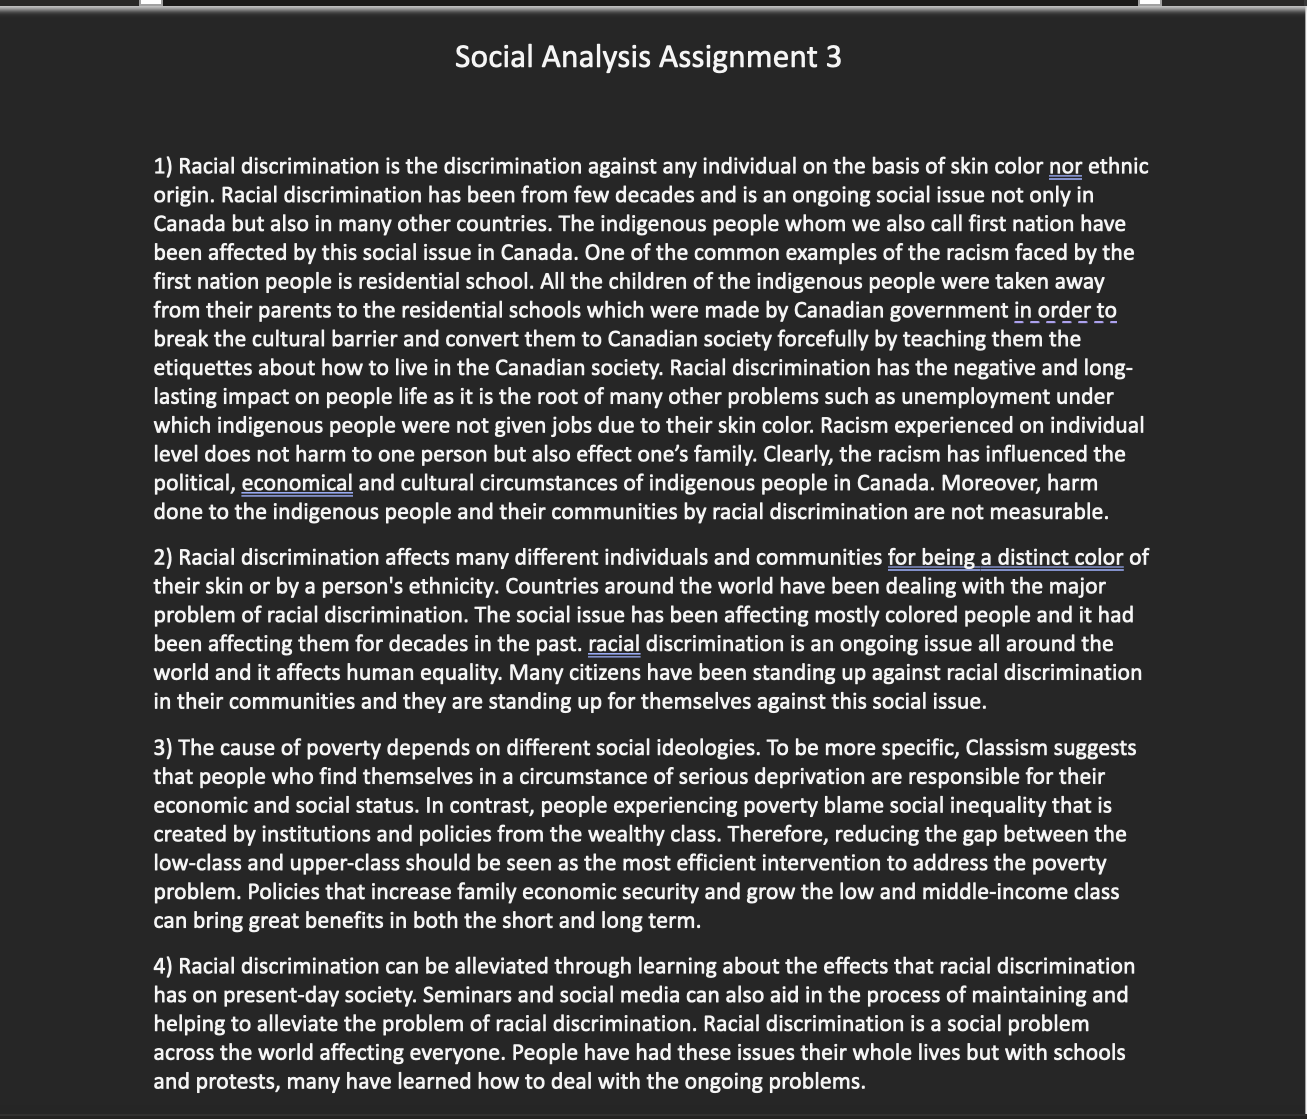 Social Analysis Assignment 3
1) Racial discrimination is the discrimination against any individual on the basis of skin color nor ethnic
origin. Racial discrimination has been from few decades and is an ongoing social issue not only in
Canada but also in many other countries. The indigenous people whom we also call first nation have
been affected by this social issue in Canada. One of the common examples of the racism faced by the
first nation people is residential school. All the children of the indigenous people were taken away
from their parents to the residential schools which were made by Canadian government in order to
break the cultural barrier and convert them to Canadian society forcefully by teaching them the
etiquettes about how to live in the Canadian society. Racial discrimination has the negative and long-
lasting impact on people life as it is the root of many other problems such as unemployment under
which indigenous people were not given jobs due to their skin color. Racism experienced on individual
level does not harm to one person but also effect one’s family. Clearly, the racism has influenced the
political, economical and cultural circumstances of indigenous people in Canada. Moreover, harm
done to the indigenous people and their communities by racial discrimination are not measurable.
2) Racial discrimination affects many different individuals and communities for being a distinct color of
their skin or by a person's ethnicity. Countries around the world have been dealing with the major
problem of racial discrimination. The social issue has been affecting mostly colored people and it had
been affecting them for decades in the past. racial discrimination is an ongoing issue all around the
world and it affects human equality. Many citizens have been standing up against racial discrimination
in their communities and they are standing up for themselves against this social issue.
3) The cause of poverty depends on different social ideologies. To be more specific, Classism suggests
that people who find themselves in a circumstance of serious deprivation are responsible for their
economic and social status. In contrast, people experiencing poverty blame social inequality that is
created by institutions and policies from the wealthy class. Therefore, reducing the gap between the
low-class and upper-class should be seen as the most efficient intervention to address the poverty
problem. Policies that increase family economic security and grow the low and middle-income class
can bring great benefits in both the short and long term.
4) Racial discrimination can be alleviated through learning about the effects that racial discrimination
has on present-day society. Seminars and social media can also aid in the process of maintaining and
helping to alleviate the problem of racial discrimination. Racial discrimination is a social problem
across the world affecting everyone. People have had these issues their whole lives but with schools
and protests, many have learned how to deal with the ongoing problems.